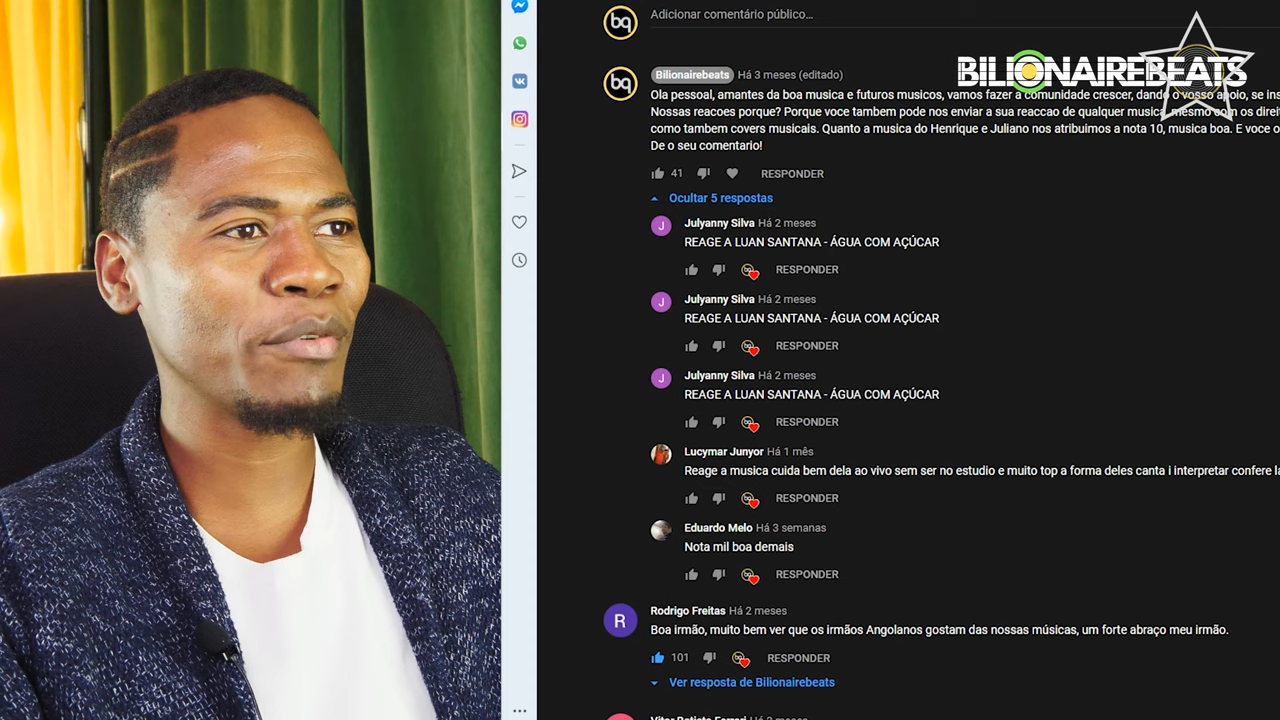 bq
Adicionar comentário público…
BILIONAIREBEATS
bq
Bilionairebeats Há 3 meses (editado)
Ola pessoal, amantes da boa musica e futuros musicos, vamos fazer a comunidade crescer, dando o vosso apoio, se ins
Nossas reacoes porque? Porque voce tambem pode nos enviar a sua reaccao de qualquer musica, mesmo com os direi
como tambem covers musicais. Quanto a musica do Henrique e Juliano nos atribuimos a nota 10, musica boa. E voce o
De o seu comentario!
41 RESPONDER
Ocultar 5 respostas
J
Julyanny Silva Há 2 meses
REAGE A LUAN SANTANA - ÁGUA COM AÇÚCAR
RESPONDER
J
Julyanny Silva Há 2 meses
REAGE A LUAN SANTANA - ÁGUA COM AÇÚCAR
RESPONDER
J
Julyanny Silva Há 2 meses
REAGE A LUAN SANTANA - ÁGUA COM AÇÚCAR
RESPONDER
Lucymar Junyor Há 1 mês
Reage a musica cuida bem dela ao vivo sem ser no estudio e muito top a forma deles canta i interpretar confere la
RESPONDER
Eduardo Melo Há 3 semanas
Nota mil boa demais
RESPONDER
R
Rodrigo Freitas Há 2 meses
Boa irmão, muito bem ver que os irmãos Angolanos gostam das nossas músicas, um forte abraço meu irmão.
101 RESPONDER
Ver resposta de Bilionairebeats